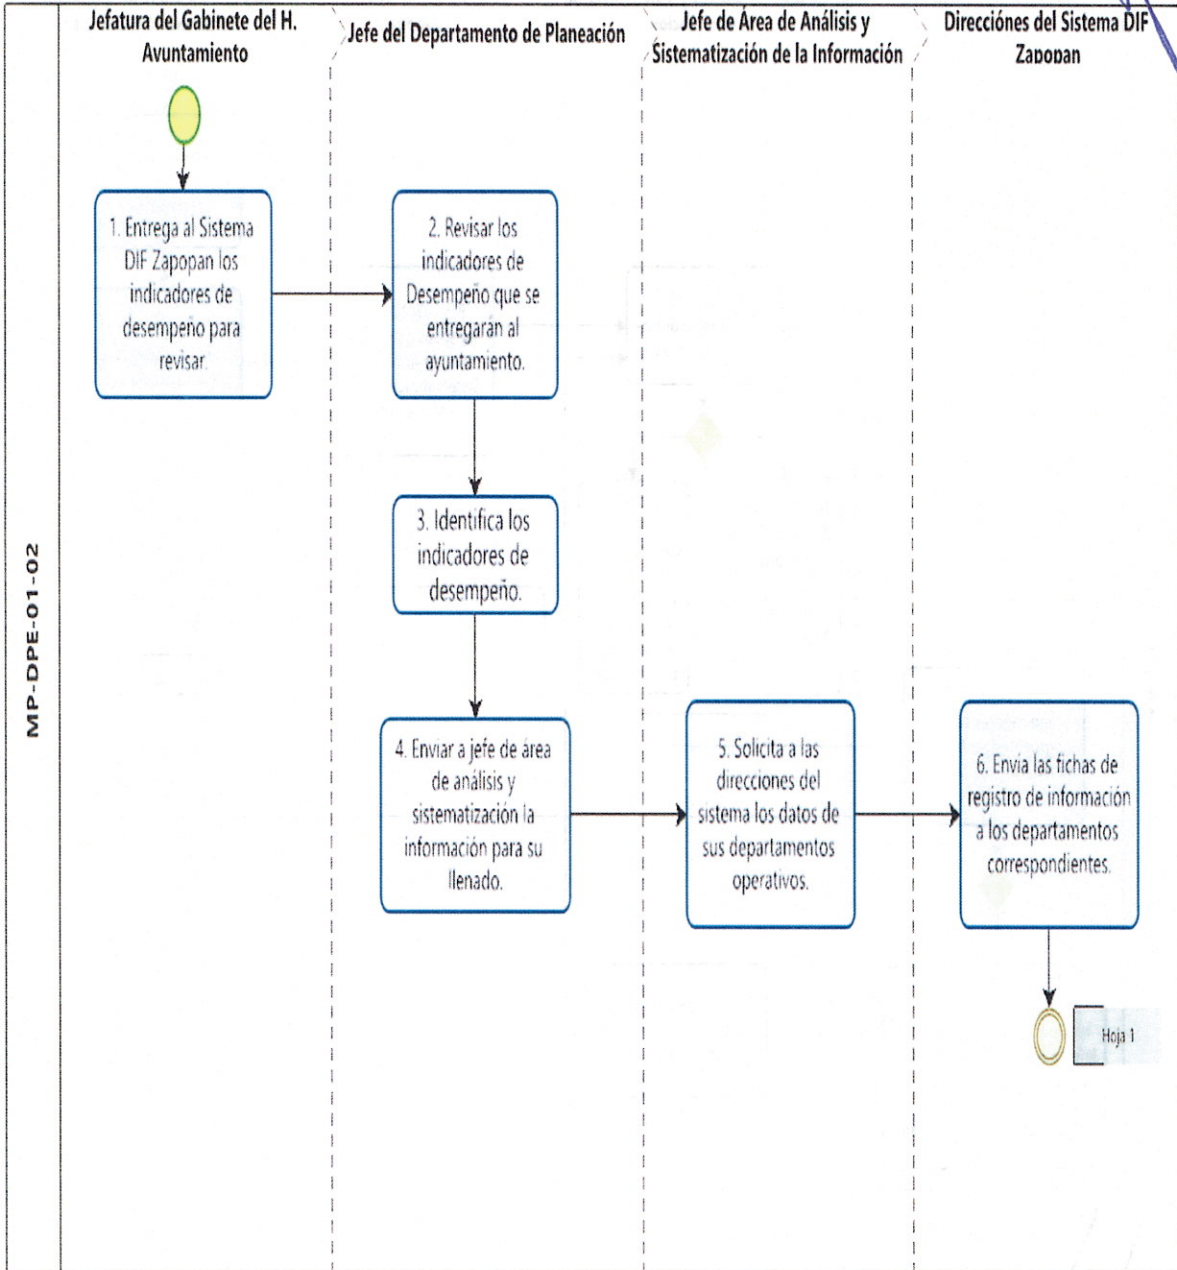 Jefatura del Gabinete del H.
Ayuntamiento
Jefe del Departamento de Planeación
Jefe de Área de Análisis y
Sistematización de la Información
Direcciónes del Sistema DIF
Zapopan
MP-DPE-01-02
1. Entrega al Sistema
DIF Zapopan los
indicadores de
desempeño para
revisar.
2. Revisar los
indicadores de
Desempeño que se
entregarán al
ayuntamiento.
3. Identifica los
indicadores de
desempeño.
4. Enviar a jefe de área
de análisis y
sistematización la
información para su
llenado.
5. Solicita a las
direcciones del
sistema los datos de
sus departamentos
operativos.
6. Envia las fichas de
registro de información
a los departamentos
correspondientes.
Hoja 1